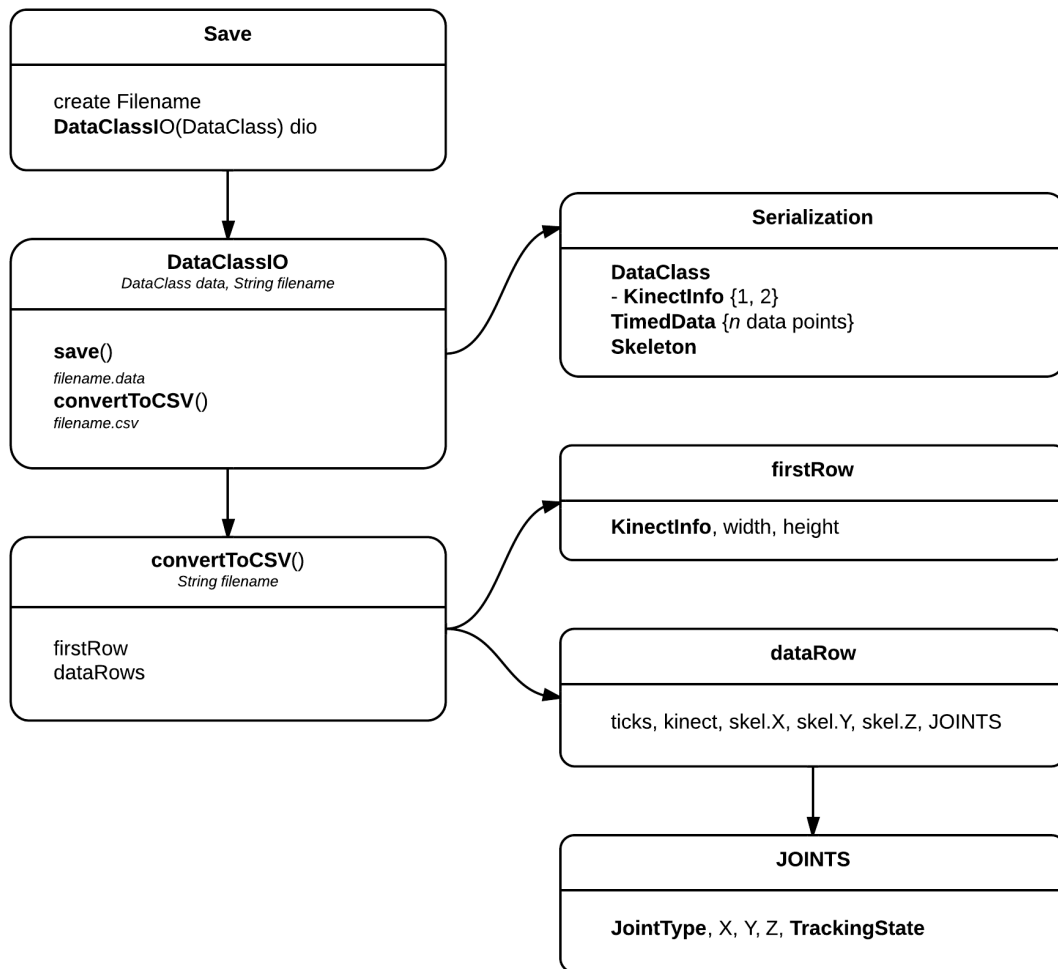 Save
create Filename
DataClassIO(DataClass) dio
DataClassIO
DataClass data, String filename
save()
filename.data
convertToCSV()
filename.csv
convertToCSV()
String filename
firstRow
dataRows
Serialization
DataClass
- KinectInfo {1, 2}
TimedData {n data points}
Skeleton
firstRow
KinectInfo, width, height
dataRow
ticks, kinect, skel.X, skel.Y, skel.Z, JOINTS
JOINTS
JointType, X, Y, Z, TrackingState